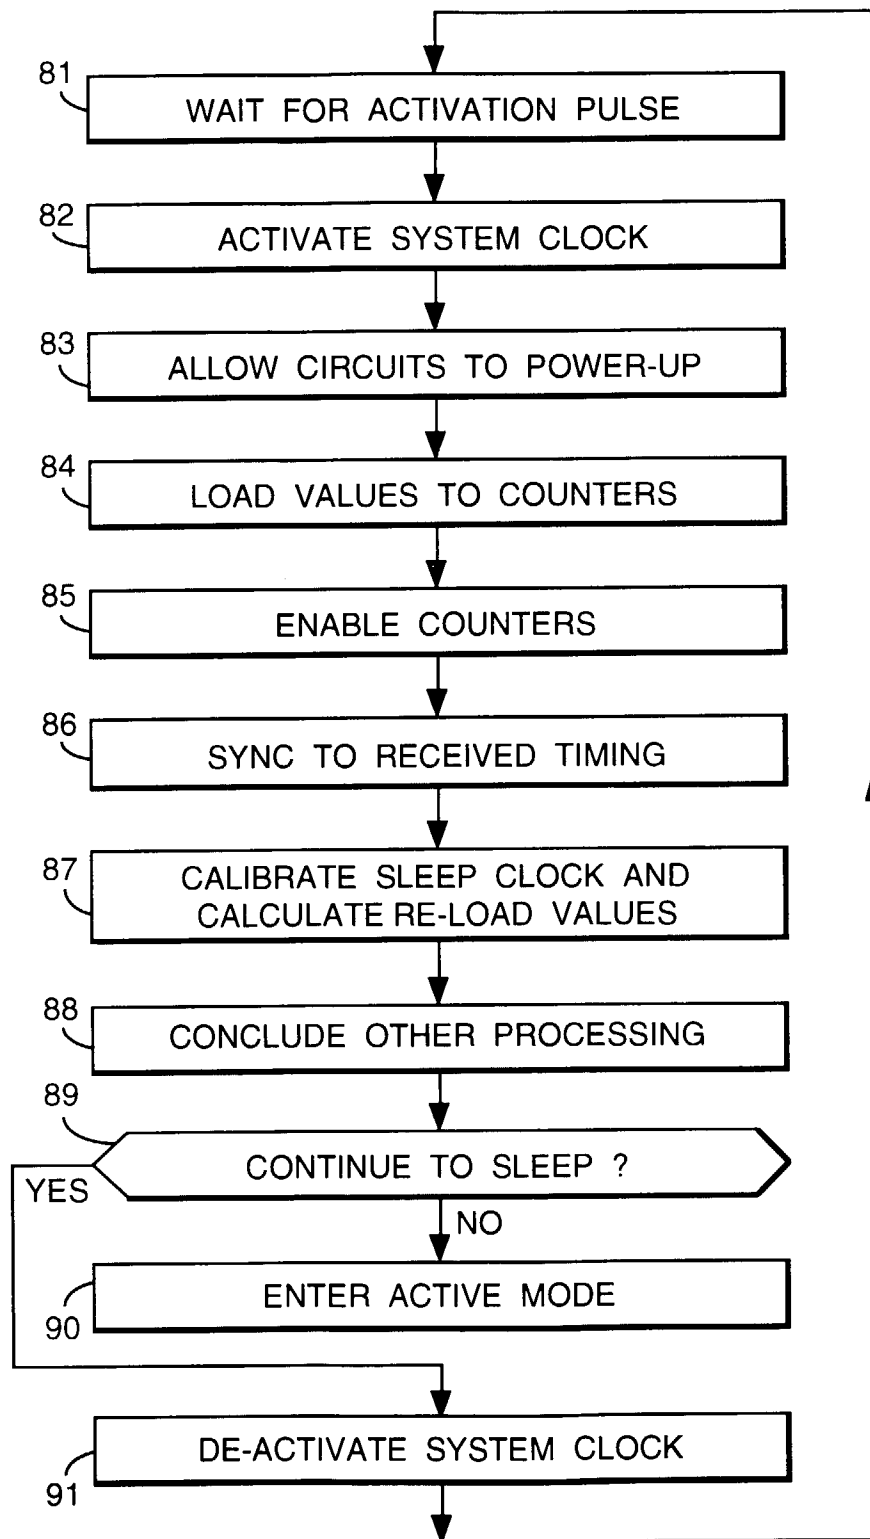 81
WAIT FOR ACTIVATION PULSE
82
ACTIVATE SYSTEM CLOCK
83
ALLOW CIRCUITS TO POWER-UP
84
LOAD VALUES TO COUNTERS
85
ENABLE COUNTERS
86
SYNC TO RECEIVED TIMING
87
CALIBRATE SLEEP CLOCK AND
CALCULATE RE-LOAD VALUES
88
CONCLUDE OTHER PROCESSING
89
CONTINUE TO SLEEP ?
YES
NO
ENTER ACTIVE MODE
90
DE-ACTIVATE SYSTEM CLOCK
91